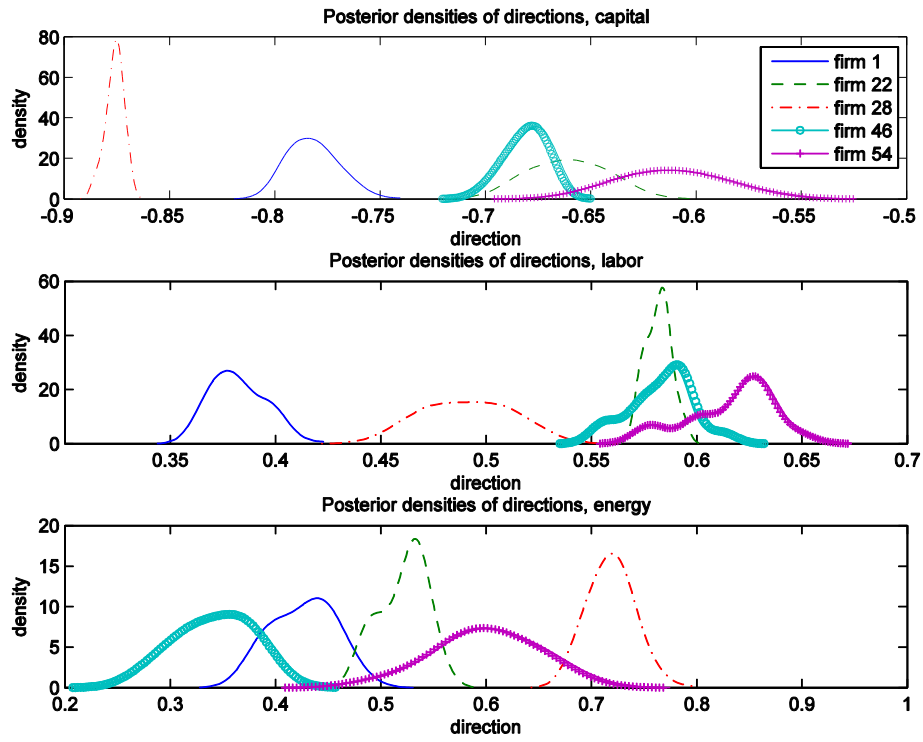 Posterior densities of directions, capital
80
60
40
20
0
density
-0.9 -0.85 -0.8 -0.75 -0.7 -0.65 -0.6 -0.55 -0.5
direction
firm 1
firm 22
firm 28
firm 46
firm 54
Posterior densities of directions, labor
60
40
20
0
density
0.35 0.4 0.45 0.5 0.55 0.6 0.65 0.7
direction
Posterior densities of directions, energy
20
15
10
5
0
density
0.2 0.3 0.4 0.5 0.6 0.7 0.8 0.9 1
direction